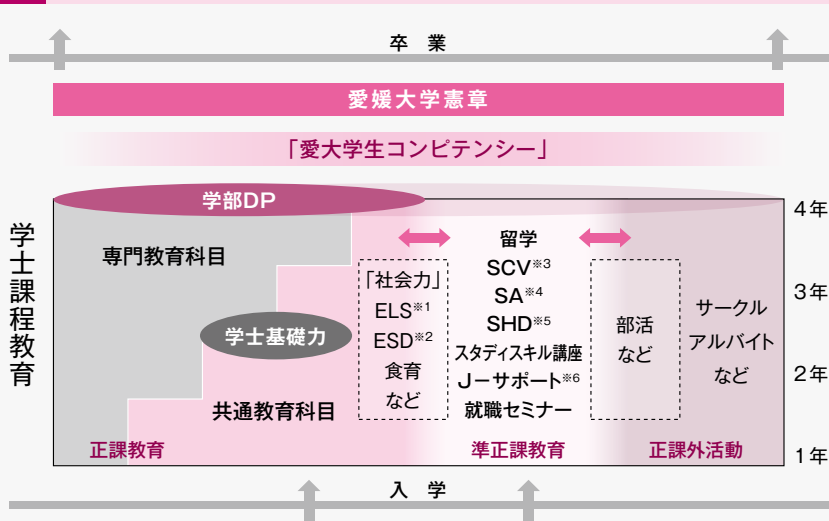 卒 業
愛媛大学憲章
「愛大学生コンピテンシー」
学部DP
学士課程教育
専門教育科目
学士基礎力
共通教育科目
正課教育
「社会力」
ELS※1
ESD※2
食育
など
留学
SCV※3
SA※4
SHD※5
スタディスキル講座
J－サポート※6
就職セミナー
準正課教育
部活
など
サークル
アルバイト
など
正課外活動
4年
3年
2年
1年
入 学